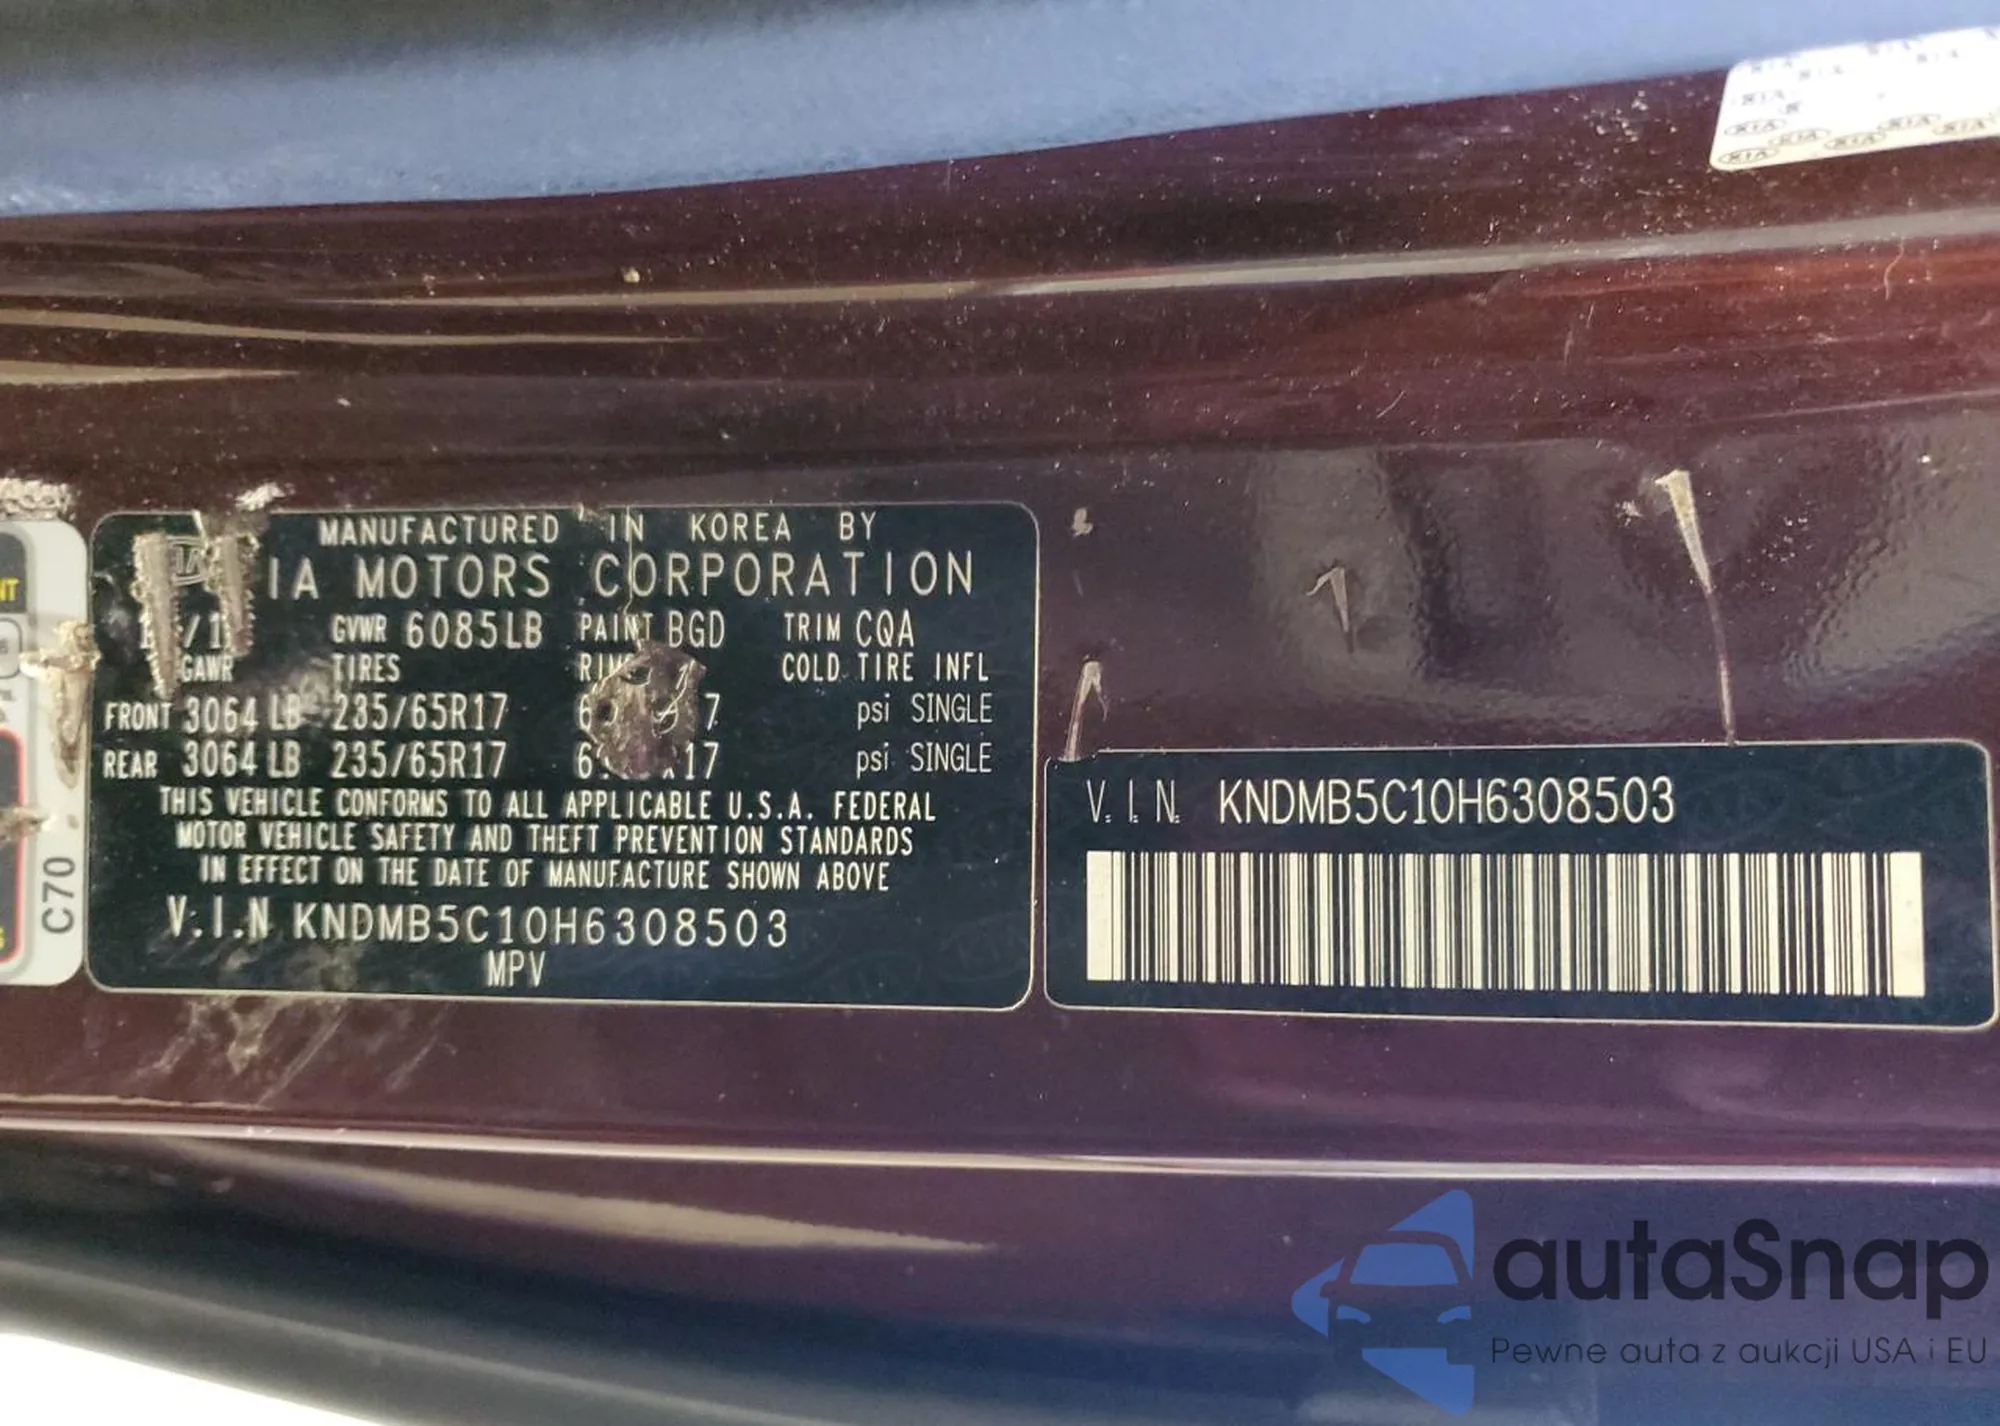 MANUFACTURED IN KOREA BY
IA MOTORS CORPORATION
GVWR 6085LB PAINT BGD TRIM CQA
GAWR TIRES COLD TIRE INFL
FRONT 3064 LB 235/65R17 psi SINGLE
REAR 3064 LB 235/65R17 psi SINGLE
THIS VEHICLE CONFORMS TO ALL APPLICABLE U.S.A. FEDERAL
MOTOR VEHICLE SAFETY AND THEFT PREVENTION STANDARDS
IN EFFECT ON THE DATE OF MANUFACTURE SHOWN ABOVE
V.I.N KNDMB5C10H6308503
MPV
C70
V.I.N. KNDMB5C10H6308503
autaSnap
Pewne auta z aukcji USA i EU